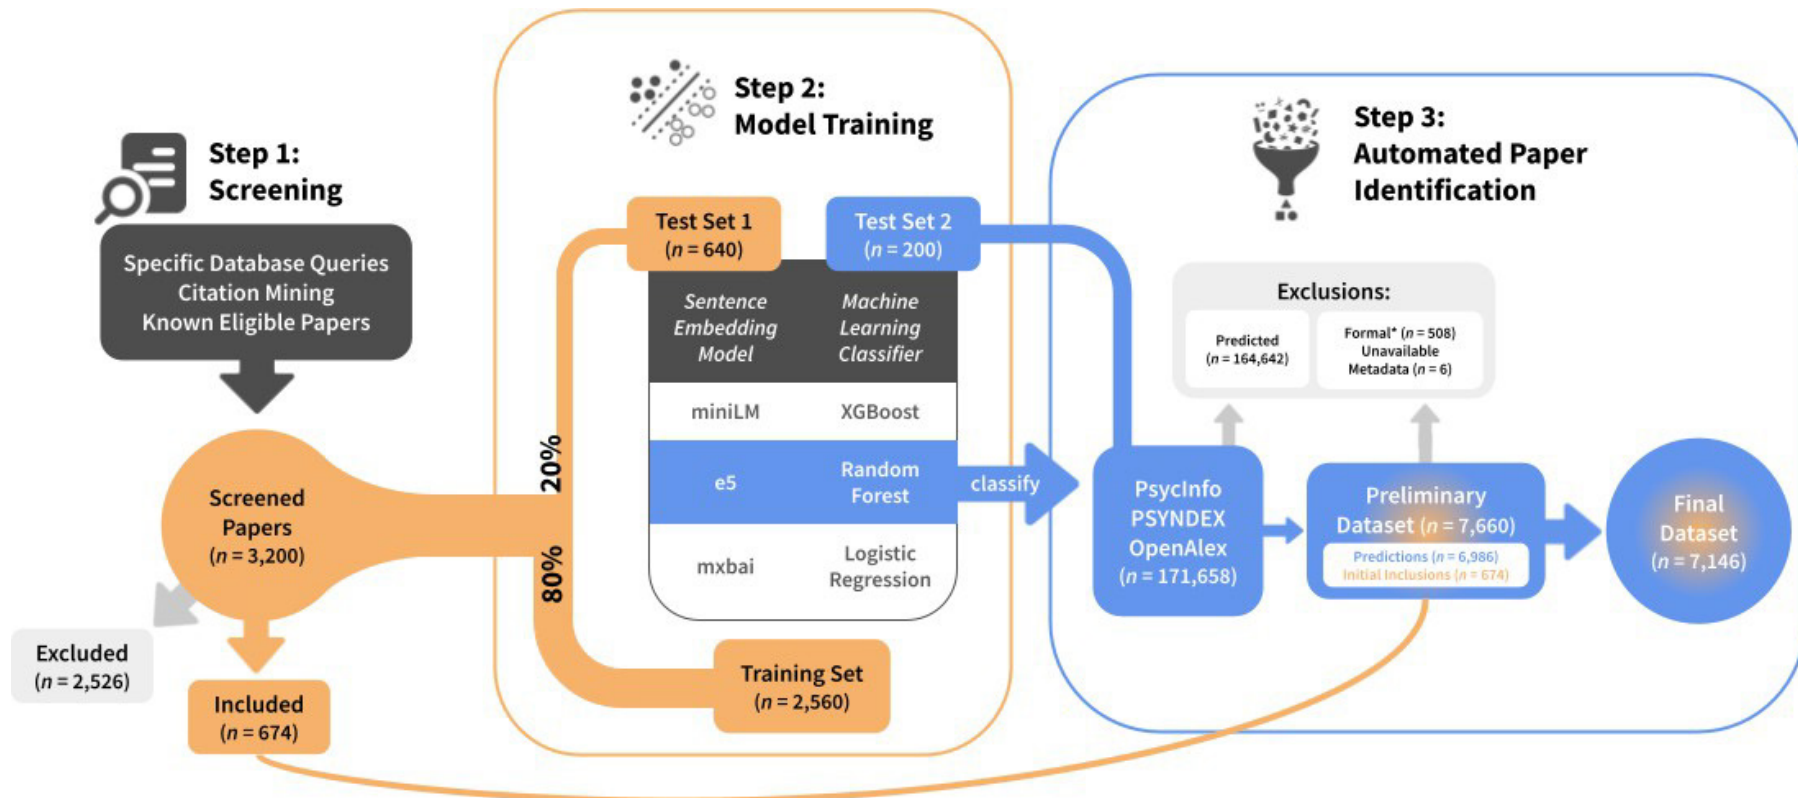 Step 1:
Screening
Specific Database Queries
Citation Mining
Known Eligible Papers
Screened
Papers
(n = 3,200)
Excluded
(n = 2,526)
Included
(n = 674)
Step 2:
Model Training
20%
80%
Test Set 1
(n = 640)
Test Set 2
(n = 200)
Sentence
Embedding
Model
Machine
Learning
Classifier
miniLM
XGBoost
e5
Random
Forest
mxbai
Logistic
Regression
Training Set
(n = 2,560)
classify
Step 3:
Automated Paper
Identification
Exclusions:
Predicted
(n = 164,642)
Formal* (n = 508)
Unavailable
Metadata (n = 6)
PsycInfo
PSYNDEX
OpenAlex
(n = 171,658)
Preliminary
Dataset (n = 7,660)
Predictions (n = 6,986)
Initial Inclusions (n = 674)
Final
Dataset
(n = 7,146)